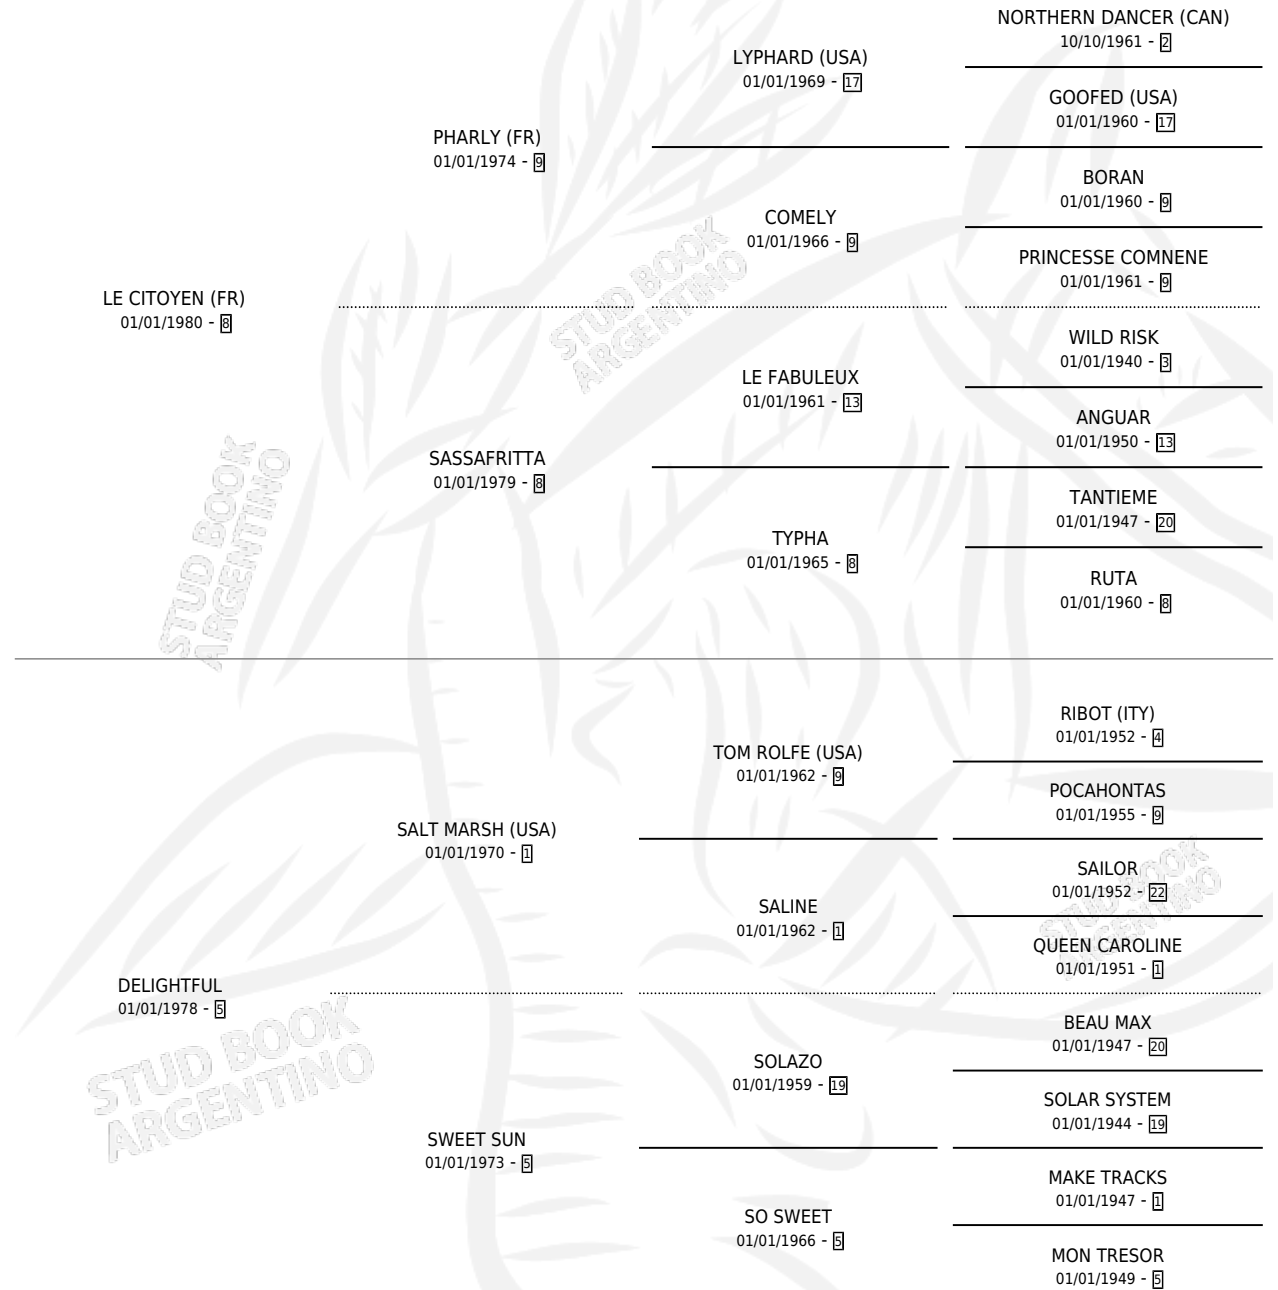 NORTHERN DANCER (CAN)
10/10/1961 - 2
LYPHARD (USA)
01/01/1969 - 17
GOOFED (USA)
01/01/1960 - 17
PHARLY (FR)
01/01/1974 - 9
BORAN
01/01/1960 - 9
COMELY
01/01/1966 - 9
PRINCESSE COMNENE
01/01/1961 - 9
LE CITOYEN (FR)
01/01/1980 - 8
WILD RISK
01/01/1940 - 3
LE FABULEUX
01/01/1961 - 13
ANGUAR
01/01/1950 - 13
SASSAFRITTA
01/01/1979 - 8
TANTIEME
01/01/1947 - 20
TYPHA
01/01/1965 - 8
RUTA
01/01/1960 - 8
RIBOT (ITY)
01/01/1952 - 4
TOM ROLFE (USA)
01/01/1962 - 9
POCAHONTAS
01/01/1955 - 9
SALT MARSH (USA)
01/01/1970 - 1
SAILOR
01/01/1952 - 22
SALINE
01/01/1962 - 1
QUEEN CAROLINE
01/01/1951 - 1
DELIGHTFUL
01/01/1978 - 5
BEAU MAX
01/01/1947 - 20
SOLAZO
01/01/1959 - 19
SOLAR SYSTEM
01/01/1944 - 19
SWEET SUN
01/01/1973 - 5
MAKE TRACKS
01/01/1947 - 1
SO SWEET
01/01/1966 - 5
MON TRESOR
01/01/1949 - 5
STUD BOOK
ARGENTINO
STUD BOOK
ARGENTINO
STUD BOOK
ARGENTINO
STUD BOOK
ARGENTINO